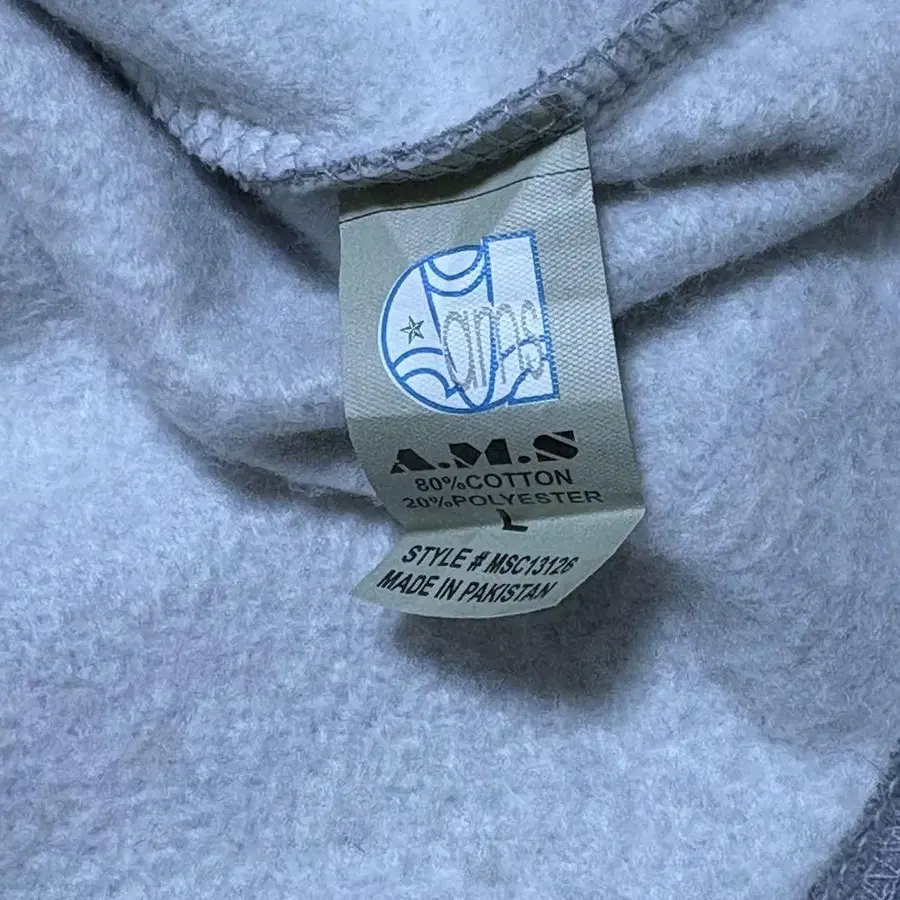 ams
A.M.S
80%COTTON
20%POLYESTER
L
STYLE # MSC13126
MADE IN PAKISTAN